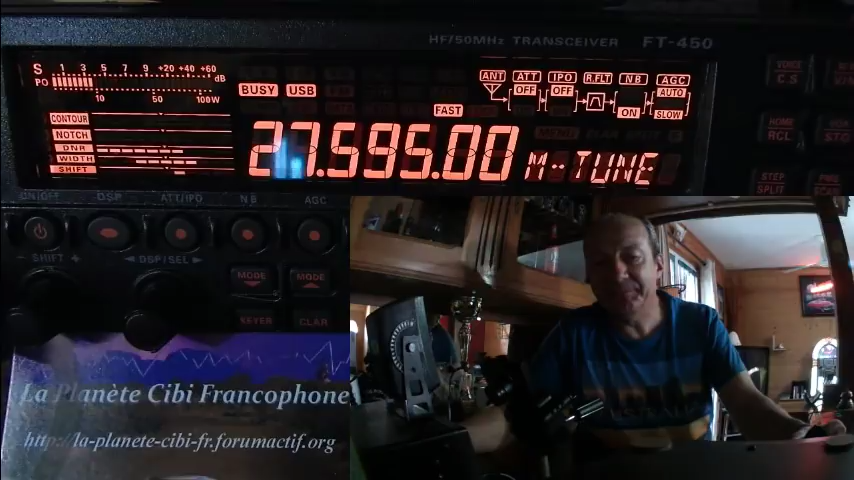 HF/50MHz TRANSCEIVER FT-450
S 1 3 5 7 9 +20 +40 +60 dB
PO 10 50 100W
BUSY USB
ANT ATT IPO R.FLT N B AGC
OFF OFF ON AUTO SLOW
FAST
CONTOUR
NOTCH
DNR
WIDTH
SHIFT
27.595.00 M-TUNE
VOICE
C.S
HOME
RCL
STEP
SPLIT
ON/OFF DSP ATT/IPO NB AGC
- SHIFT + DSP/SEL
MODE MODE
KEYER CLAR
La Planète Cibi Francophone
http://la-planete-cibi-fr.forumactif.org